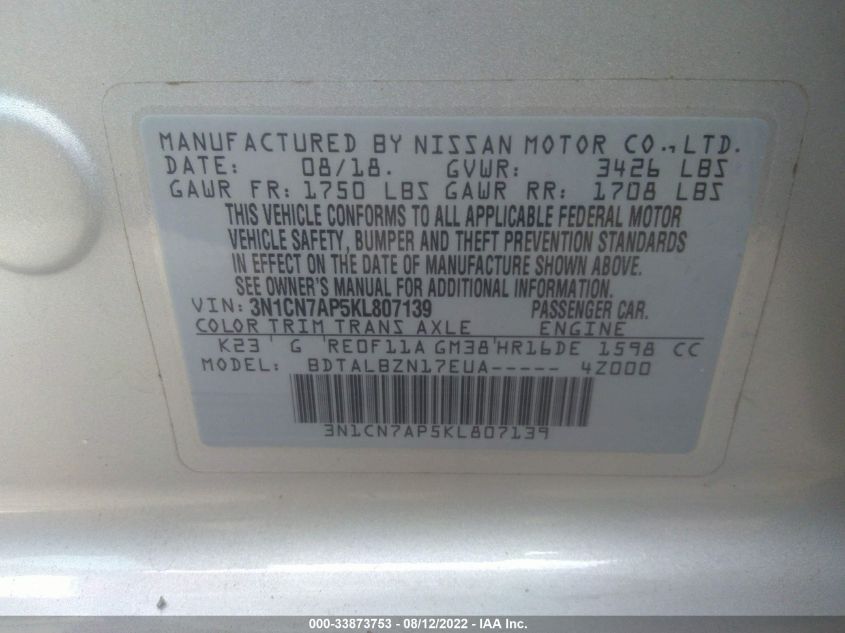 MANUFACTURED BY NISSAN MOTOR CO., LTD.
DATE: 08/18. GVWR: 3426 LBS
GAWR FR: 1750 LBS GAWR RR: 1708 LBS
THIS VEHICLE CONFORMS TO ALL APPLICABLE FEDERAL MOTOR
VEHICLE SAFETY, BUMPER AND THEFT PREVENTION STANDARDS
IN EFFECT ON THE DATE OF MANUFACTURE SHOWN ABOVE.
SEE OWNER'S MANUAL FOR ADDITIONAL INFORMATION.
VIN: 3N1CN7AP5KL807139 PASSENGER CAR.
COLOR TRIM TRANS AXLE ENGINE
K23 G 'RE0F11A GM38'HR16DE 1598 CC
MODEL: BDTALBZN17EUA----- 4Z000
3N1CN7AP5KL807139
000-33873753 - 08/12/2022 - IAA Inc.